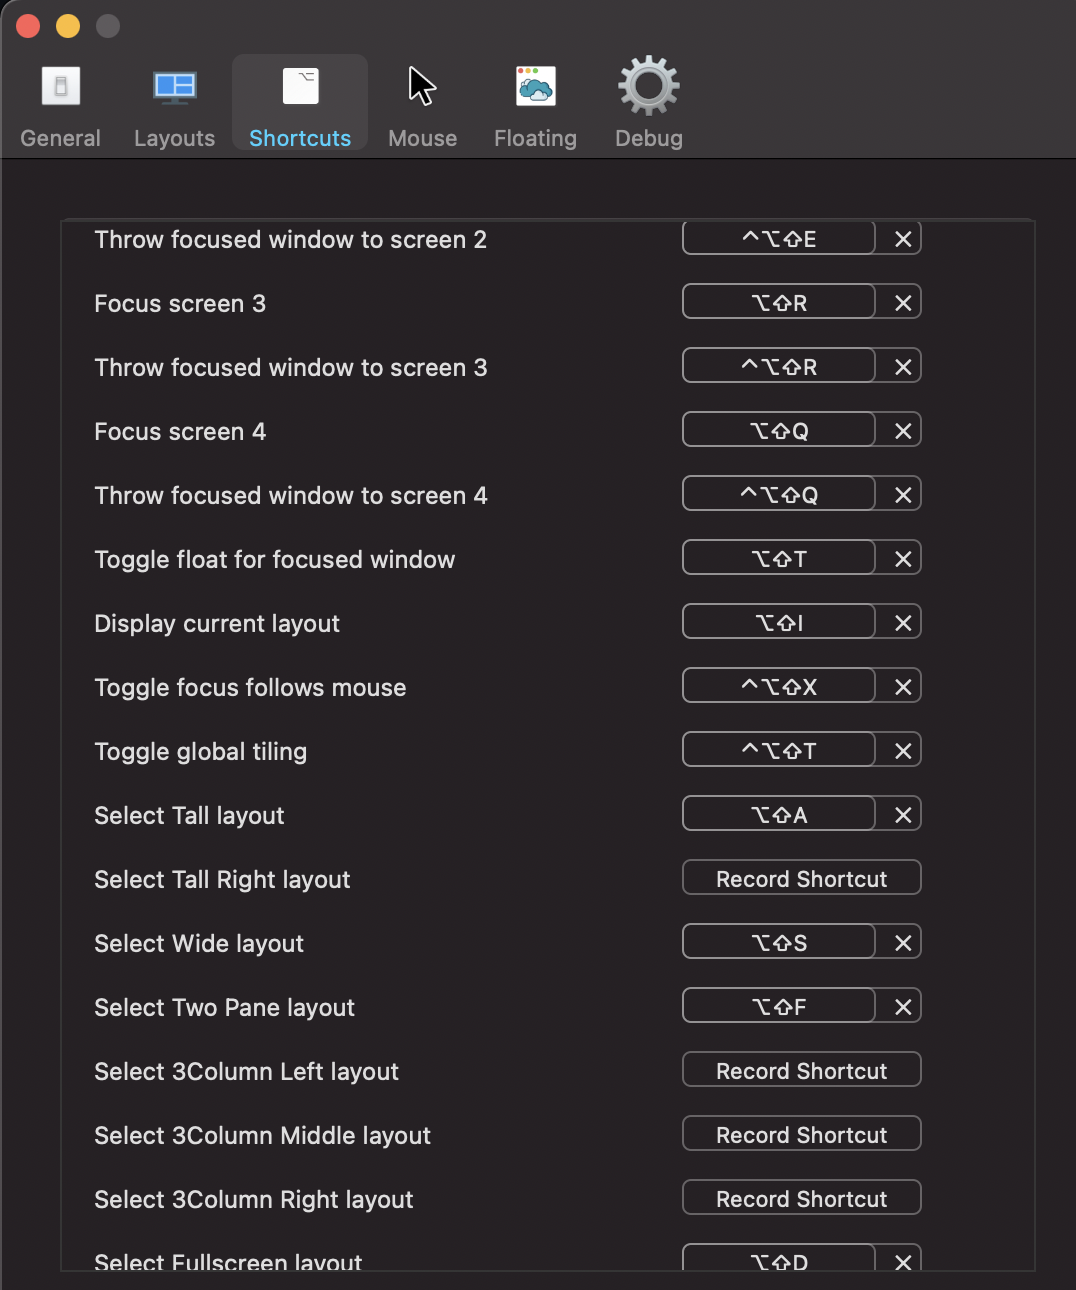 General Layouts Shortcuts Mouse Floating Debug
Throw focused window to screen 2 ^⌥⇧E ✕
Focus screen 3 ⌥⇧R ✕
Throw focused window to screen 3 ^⌥⇧R ✕
Focus screen 4 ⌥⇧Q ✕
Throw focused window to screen 4 ^⌥⇧Q ✕
Toggle float for focused window ⌥⇧T ✕
Display current layout ⌥⇧I ✕
Toggle focus follows mouse ^⌥⇧X ✕
Toggle global tiling ^⌥⇧T ✕
Select Tall layout ⌥⇧A ✕
Select Tall Right layout Record Shortcut
Select Wide layout ⌥⇧S ✕
Select Two Pane layout ⌥⇧F ✕
Select 3Column Left layout Record Shortcut
Select 3Column Middle layout Record Shortcut
Select 3Column Right layout Record Shortcut
Select Fullscreen layout ⌥⇧D ✕